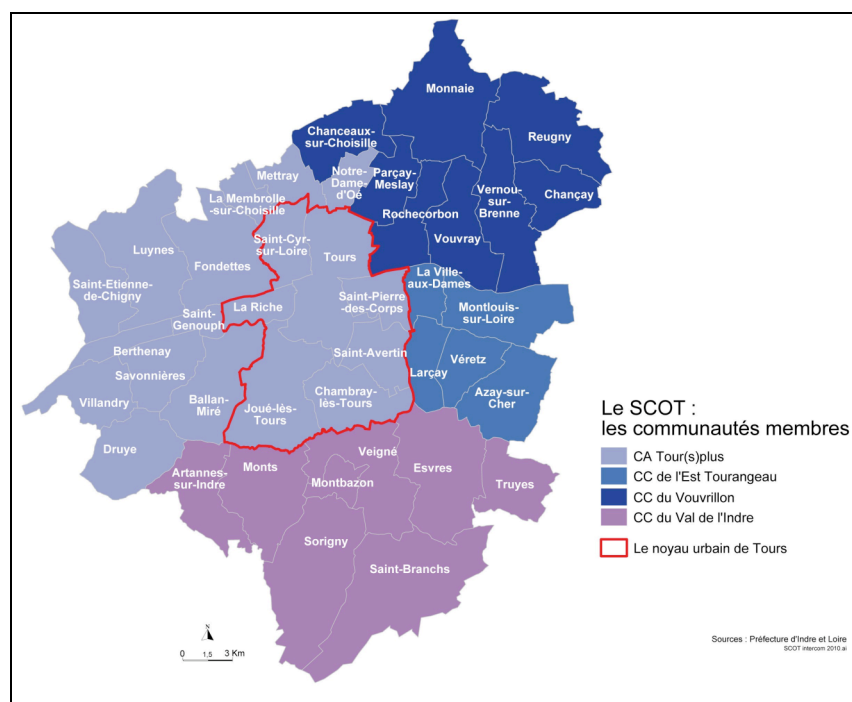 Monnaie
Chanceaux-
sur-Choisille
Reugny
Notre-
Dame-
d'Oé
Mettray
Parçay-
Meslay
Vernou-
sur-
Brenne
Chançay
La Membrolle
-sur-Choisille
Rochecorbon
Vouvray
Luynes
Saint-Cyr-
sur-Loire
Tours
Fondettes
La Ville-
aux-Dames
Saint-Etienne-
de-Chigny
La Riche
Saint-Pierre
-des-Corps
Montlouis-
sur-Loire
Saint-
Genouph
Berthenay
Saint-Avertin
Véretz
Savonnières
Larçay
Villandry
Ballan-
Miré
Chambray-
lès-Tours
Azay-sur-
Cher
Joué-lès-
Tours
Druye
Veigné
Artannes-
sur-Indre
Monts
Esvres
Montbazon
Truyes
Sorigny
Saint-Branchs
Le SCOT :
les communautés membres
CA Tour(s)plus
CC de l'Est Tourangeau
CC du Vouvrillon
CC du Val de l'Indre
Le noyau urbain de Tours
N
0 1,5 3 Km
Sources : Préfecture d'Indre et Loire
SCOT intercom 2010.ai